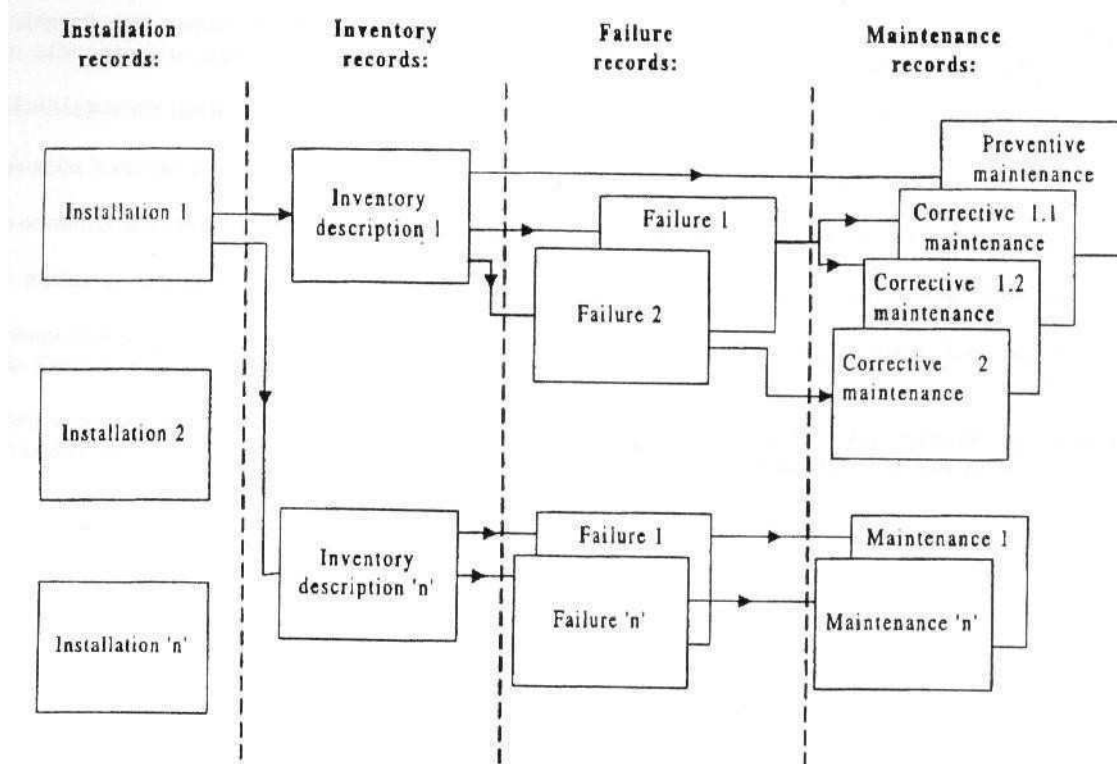 Installation
records:
Inventory
records:
Failure
records:
Maintenance
records:
Installation 1
Installation 2
Installation 'n'
Inventory
description 1
Inventory
description 'n'
Failure 1
Failure 2
Failure 1
Failure 'n'
Preventive
maintenance
Corrective 1.1
maintenance
Corrective 1.2
maintenance
Corrective 2
maintenance
Maintenance 1
Maintenance 'n'